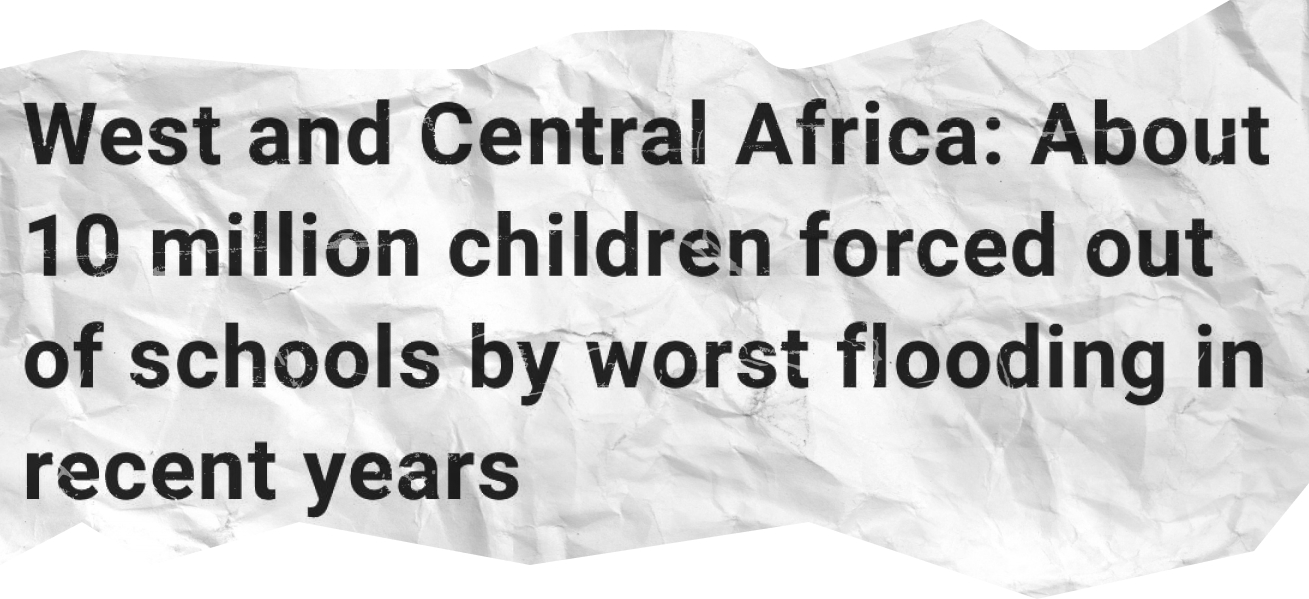 West and Central Africa: About
10 million children forced out
of schools by worst flooding in
recent years